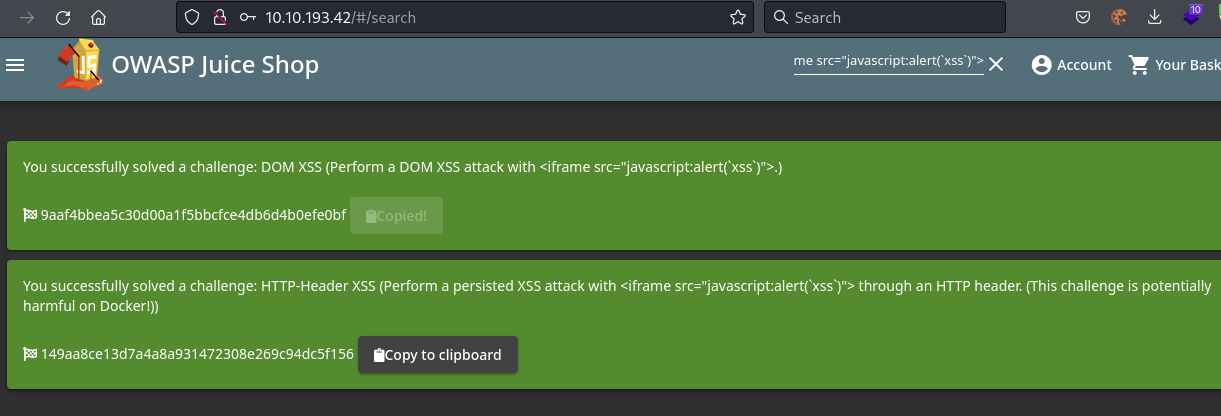 10.10.193.42/#/search
Search
10
OWASP Juice Shop
me src="javascript:alert(`xss`)">
Account
Your Bask
You successfully solved a challenge: DOM XSS (Perform a DOM XSS attack with <iframe src="javascript:alert(`xss`)">.)
9aaf4bbea5c30d00a1f5bbcfce4db6d4b0efe0bf
Copied!
You successfully solved a challenge: HTTP-Header XSS (Perform a persisted XSS attack with <iframe src="javascript:alert(`xss`)"> through an HTTP header. (This challenge is potentially
harmful on Docker!))
149aa8ce13d7a4a8a931472308e269c94dc5f156
Copy to clipboard